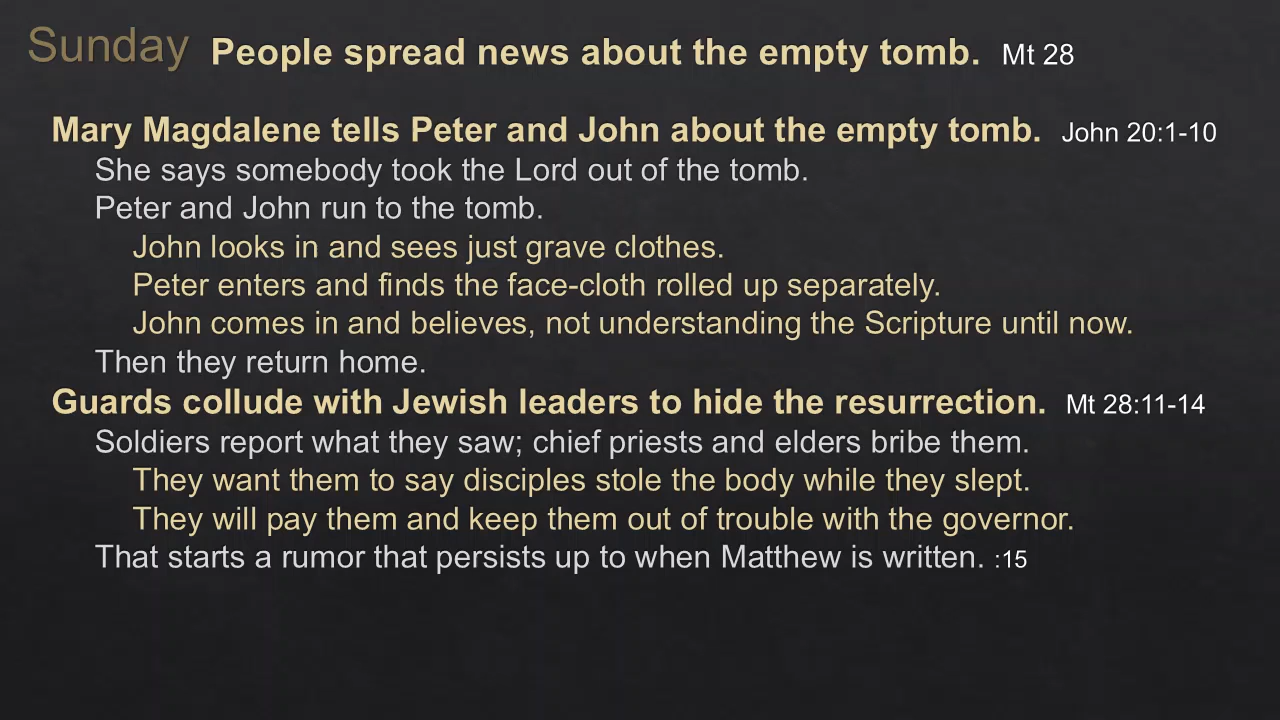 Sunday People spread news about the empty tomb. Mt 28
Mary Magdalene tells Peter and John about the empty tomb. John 20:1-10
She says somebody took the Lord out of the tomb.
Peter and John run to the tomb.
John looks in and sees just grave clothes.
Peter enters and finds the face-cloth rolled up separately.
John comes in and believes, not understanding the Scripture until now.
Then they return home.
Guards collude with Jewish leaders to hide the resurrection. Mt 28:11-14
Soldiers report what they saw; chief priests and elders bribe them.
They want them to say disciples stole the body while they slept.
They will pay them and keep them out of trouble with the governor.
That starts a rumor that persists up to when Matthew is written. :15